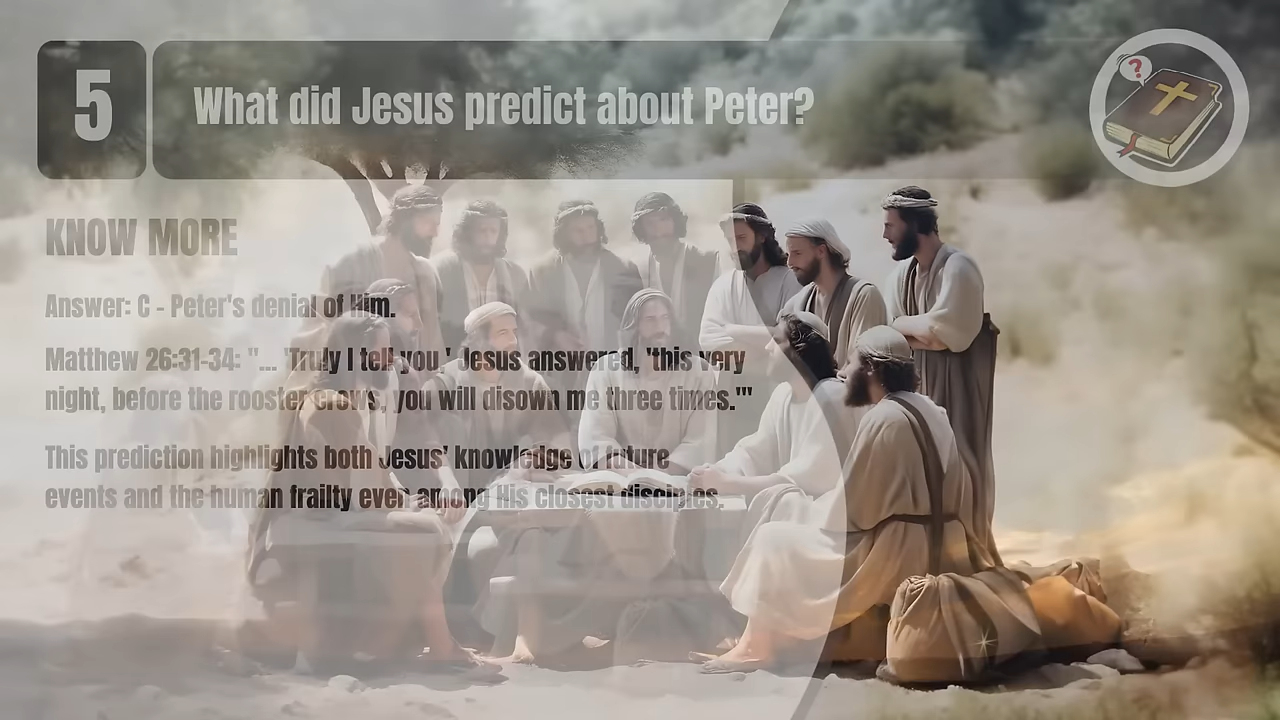 5
What did Jesus predict about Peter?
?
KNOW MORE
Answer: C - Peter's denial of Him.
Matthew 26:31-34: "... 'Truly I tell you,' Jesus answered, 'this very
night, before the rooster crows, you will disown me three times.'"
This prediction highlights both Jesus' knowledge of future
events and the human frailty even among His closest disciples.